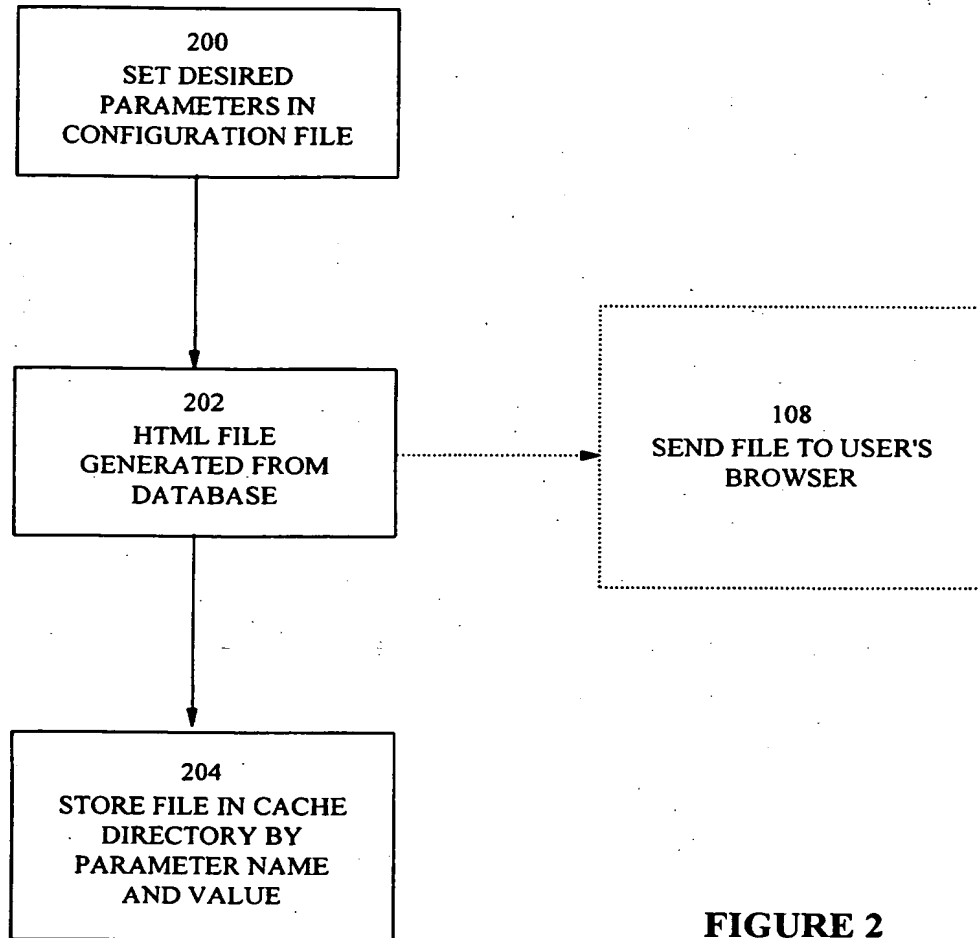 200
SET DESIRED
PARAMETERS IN
CONFIGURATION FILE
202
HTML FILE
GENERATED FROM
DATABASE
108
SEND FILE TO USER'S
BROWSER
204
STORE FILE IN CACHE
DIRECTORY BY
PARAMETER NAME
AND VALUE
FIGURE 2